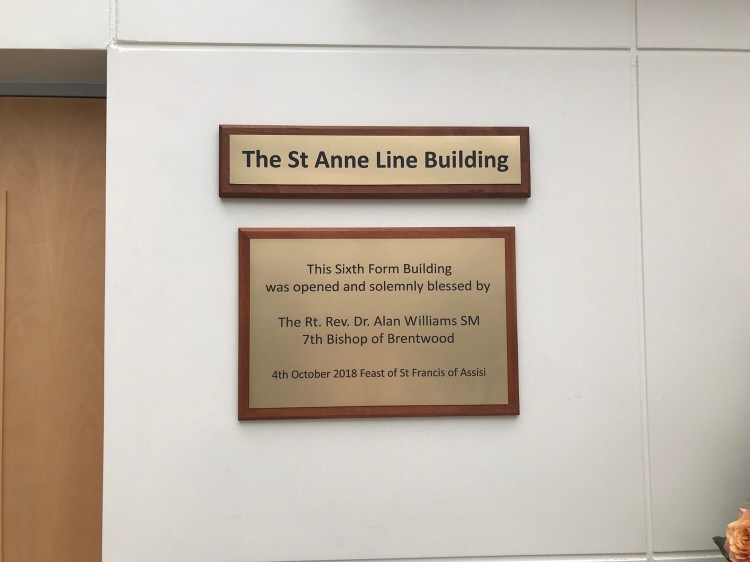 The St Anne Line Building
This Sixth Form Building
was opened and solemnly blessed by
The Rt. Rev. Dr. Alan Williams SM
7th Bishop of Brentwood
4th October 2018 Feast of St Francis of Assisi